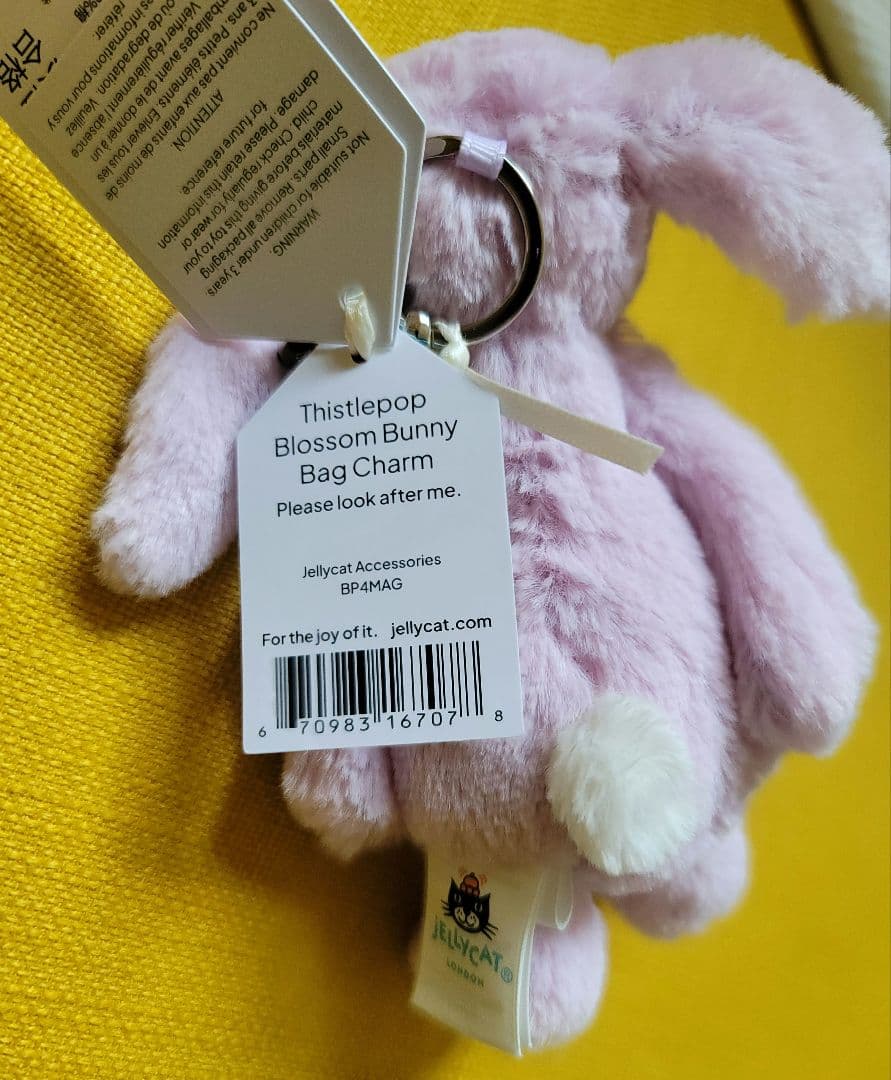 合格
WARNING
Not suitable for children under 3 years
Small parts. Remove all packaging
materials before giving this toy to your
child. Check regularly for wear or
damage. Please retain this information
for future reference.
ATTENTION
Ne convient pas aux enfants de moins de
3 ans. Petits éléments. Enlever tous les
emballages avant de le donner à un
Vérifier régulièrement l'absence
ou de dégradation. Veuillez
informations pour vous y
référer.
Thistlepop
Blossom Bunny
Bag Charm
Please look after me.
Jellycat Accessories
BP4MAG
For the joy of it. jellycat.com
6 70983 16707 8
JELLYCAT®
LONDON